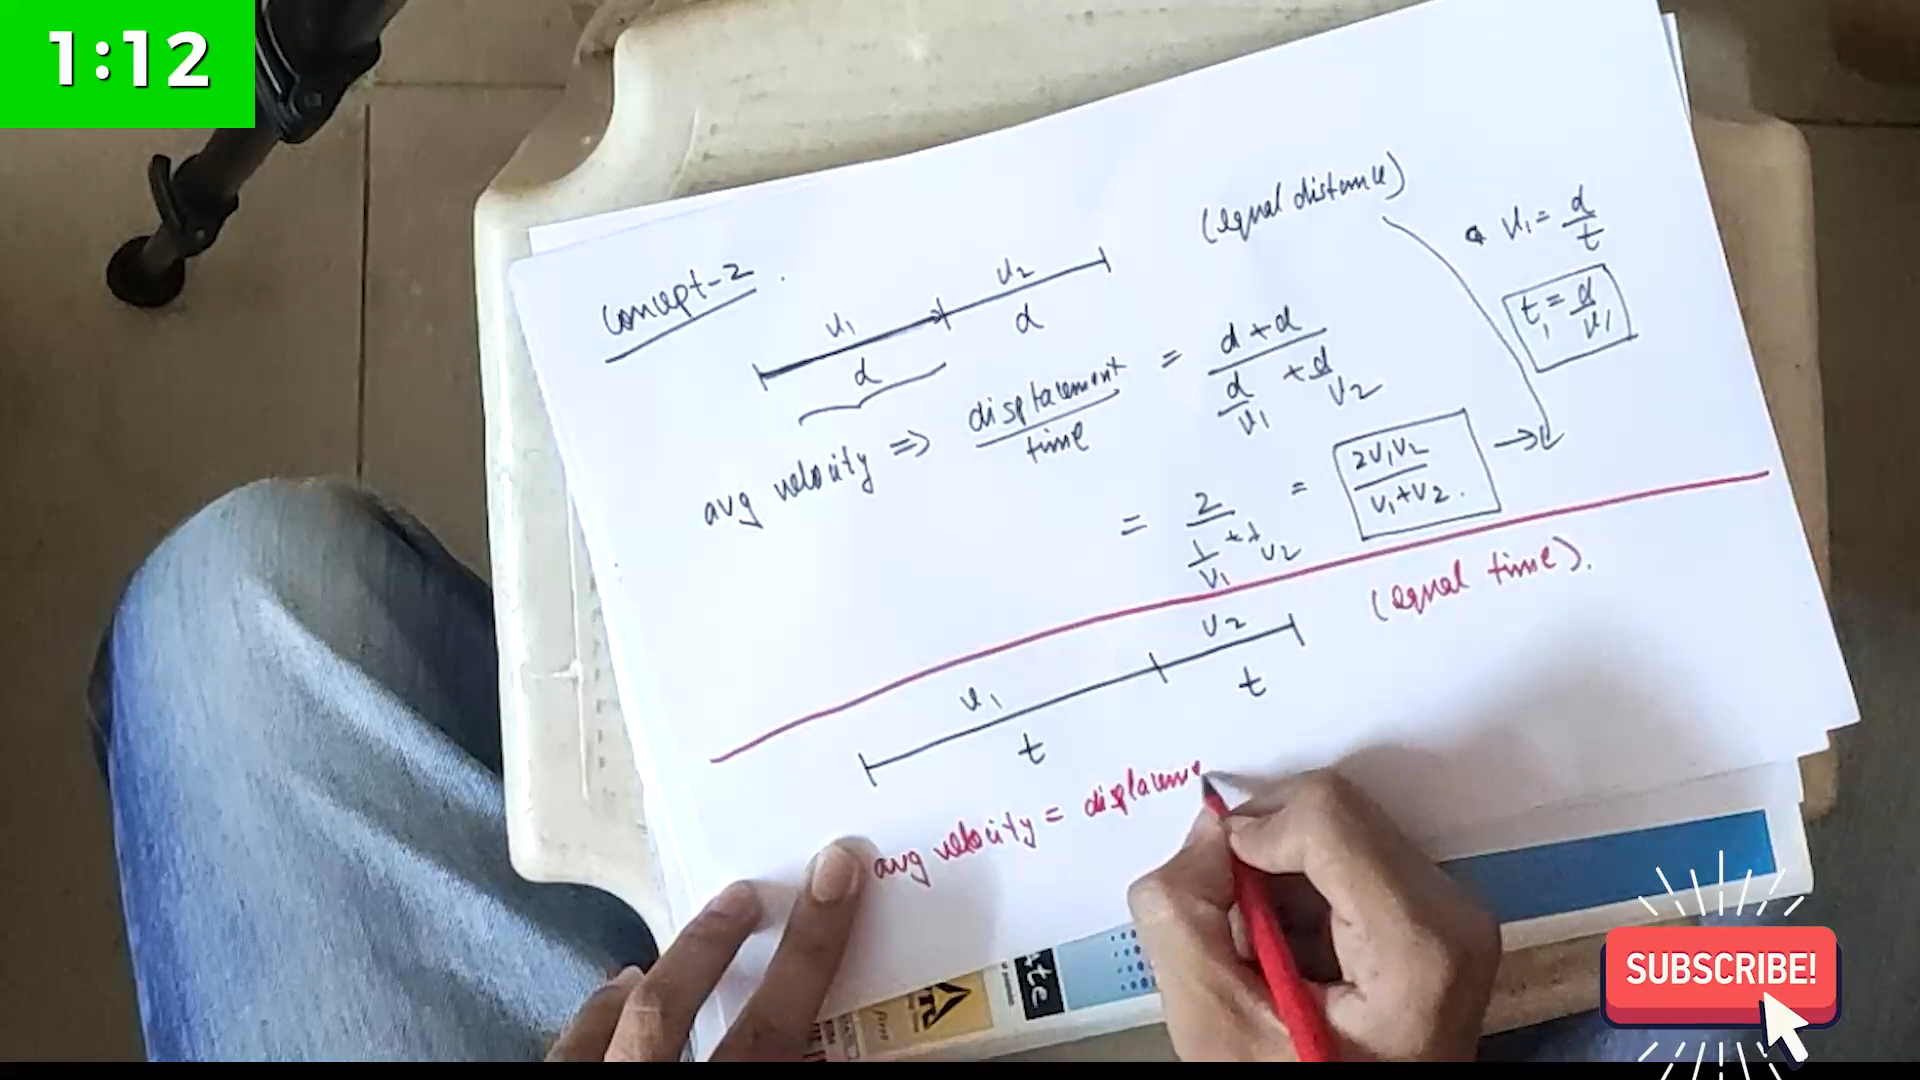 1:12
Concept-2.
(equal distance)
v₁ = d/t
t₁ = d/v₁
v₁ v₂
d d
avg velocity ⇒ displacement/time = (d+d)/(d/v₁ + d/v₂)
= 2/(1/v₁ + 1/v₂) = 2v₁v₂/(v₁+v₂).
(equal time).
v₁ v₂
t t
avg velocity = displaceme
SUBSCRIBE!